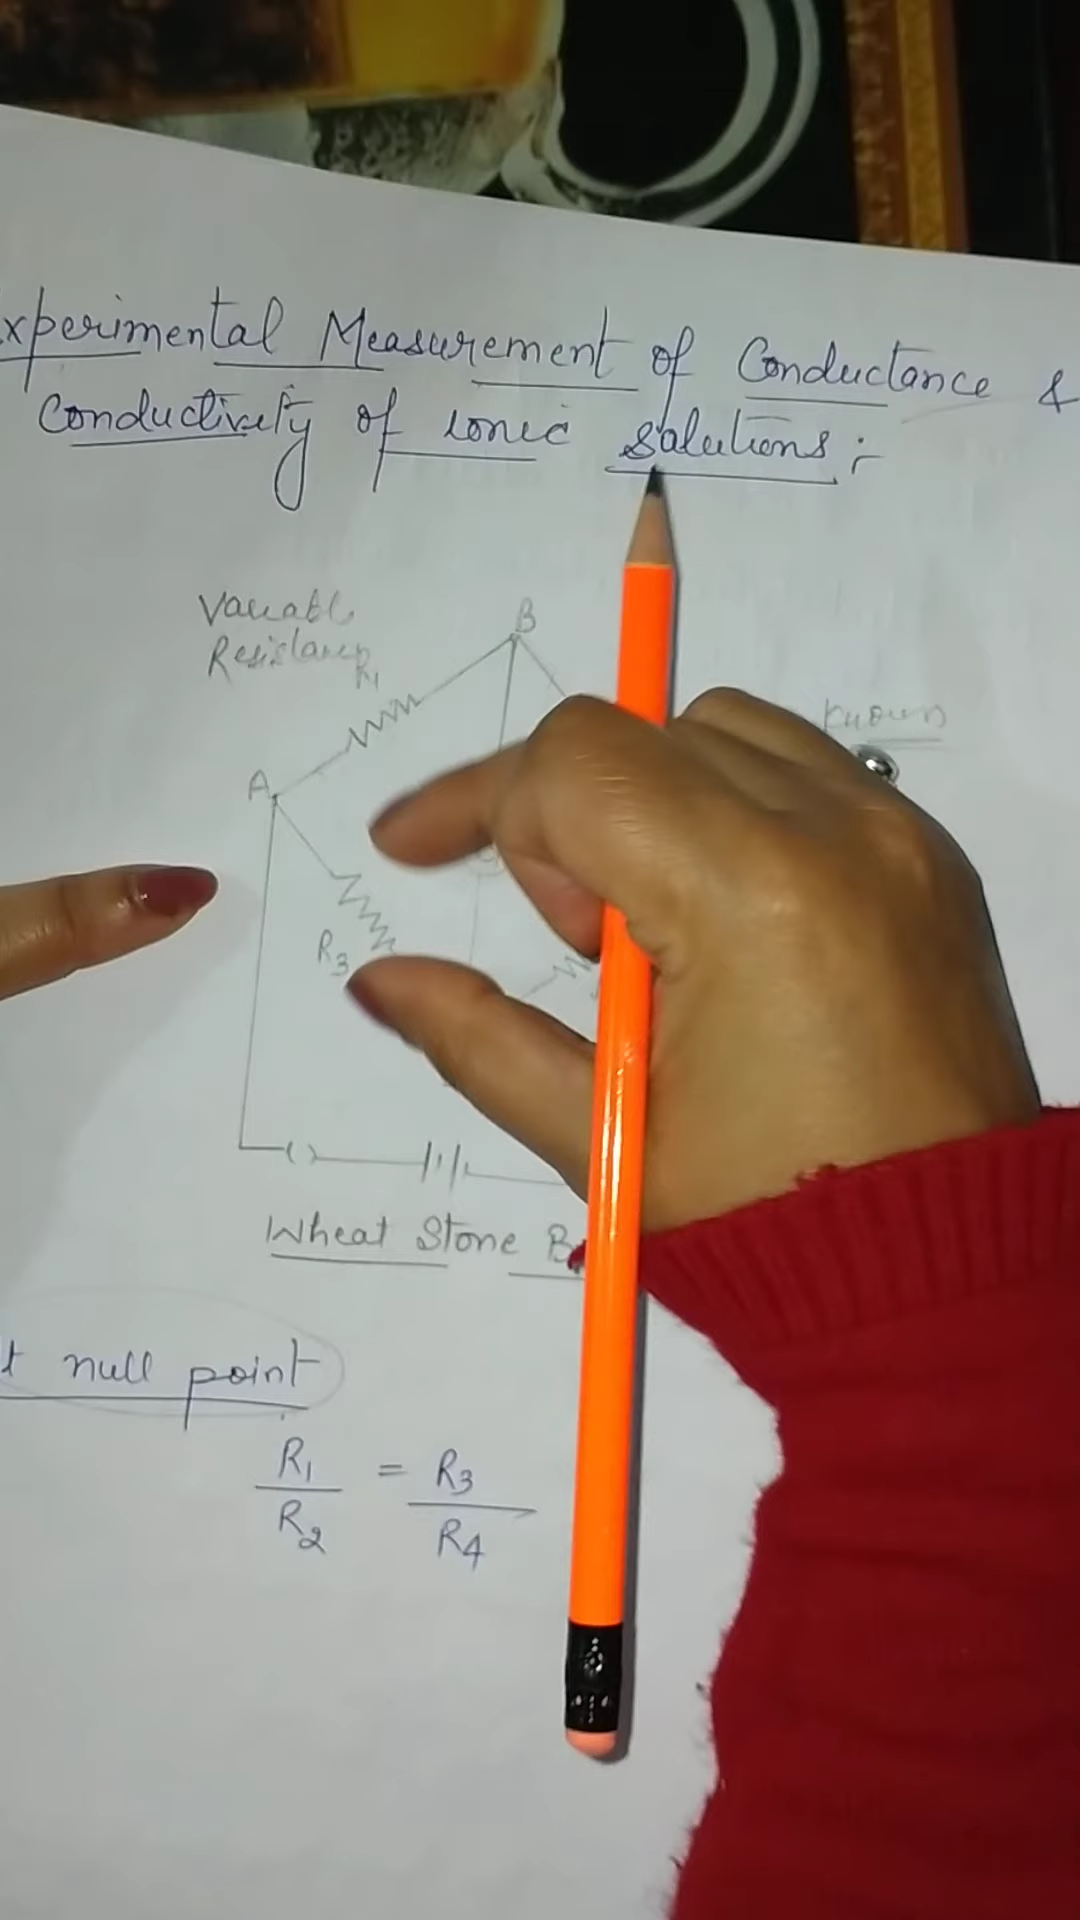 xperimental Measurement of Conductance &
Conductivity of ionic solutions :-
Variable
Resistance
R1
B
Known
A
R3
Wheat Stone
t null point
R1 = R3
R2 R4